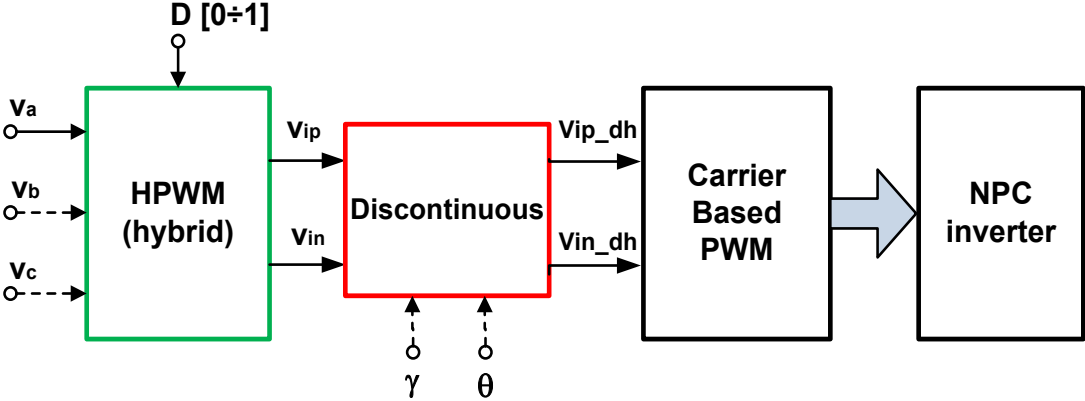 D [0÷1]
va
vb
vc
HPWM
(hybrid)
vip
vin
Discontinuous
γ
θ
Vip_dh
Vin_dh
Carrier
Based
PWM
NPC
inverter